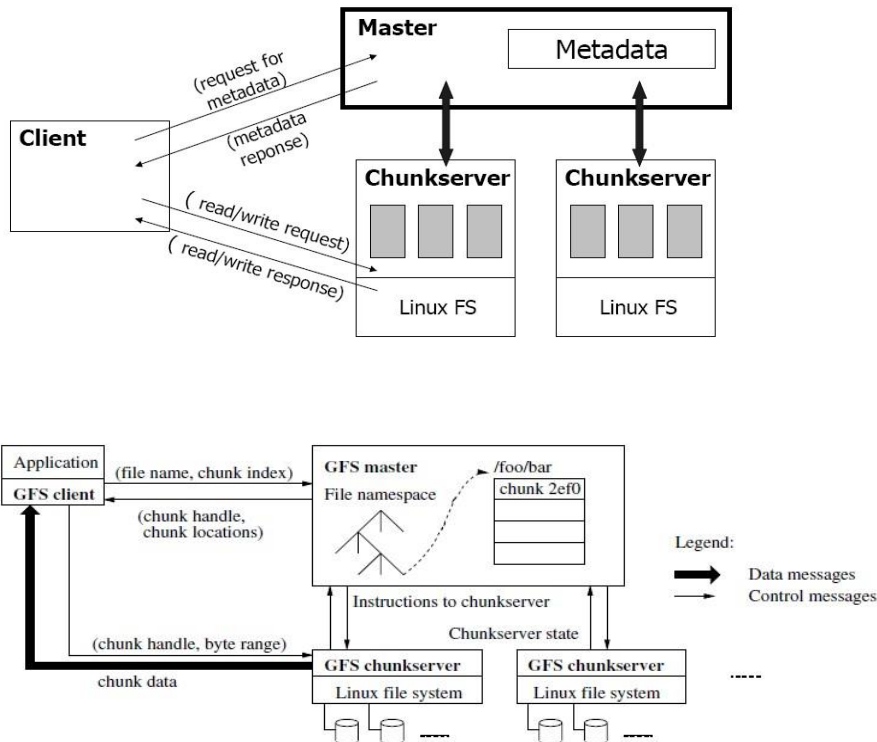 Master
Metadata
(request for
metadata)
(metadata
reponse)
Client
Chunkserver
Chunkserver
( read/write request)
( read/write response)
Linux FS
Linux FS
Application
GFS client
(file name, chunk index)
(chunk handle,
chunk locations)
GFS master
File namespace
/foo/bar
chunk 2ef0
Legend:
Data messages
Control messages
Instructions to chunkserver
Chunkserver state
(chunk handle, byte range)
chunk data
GFS chunkserver
Linux file system
GFS chunkserver
Linux file system